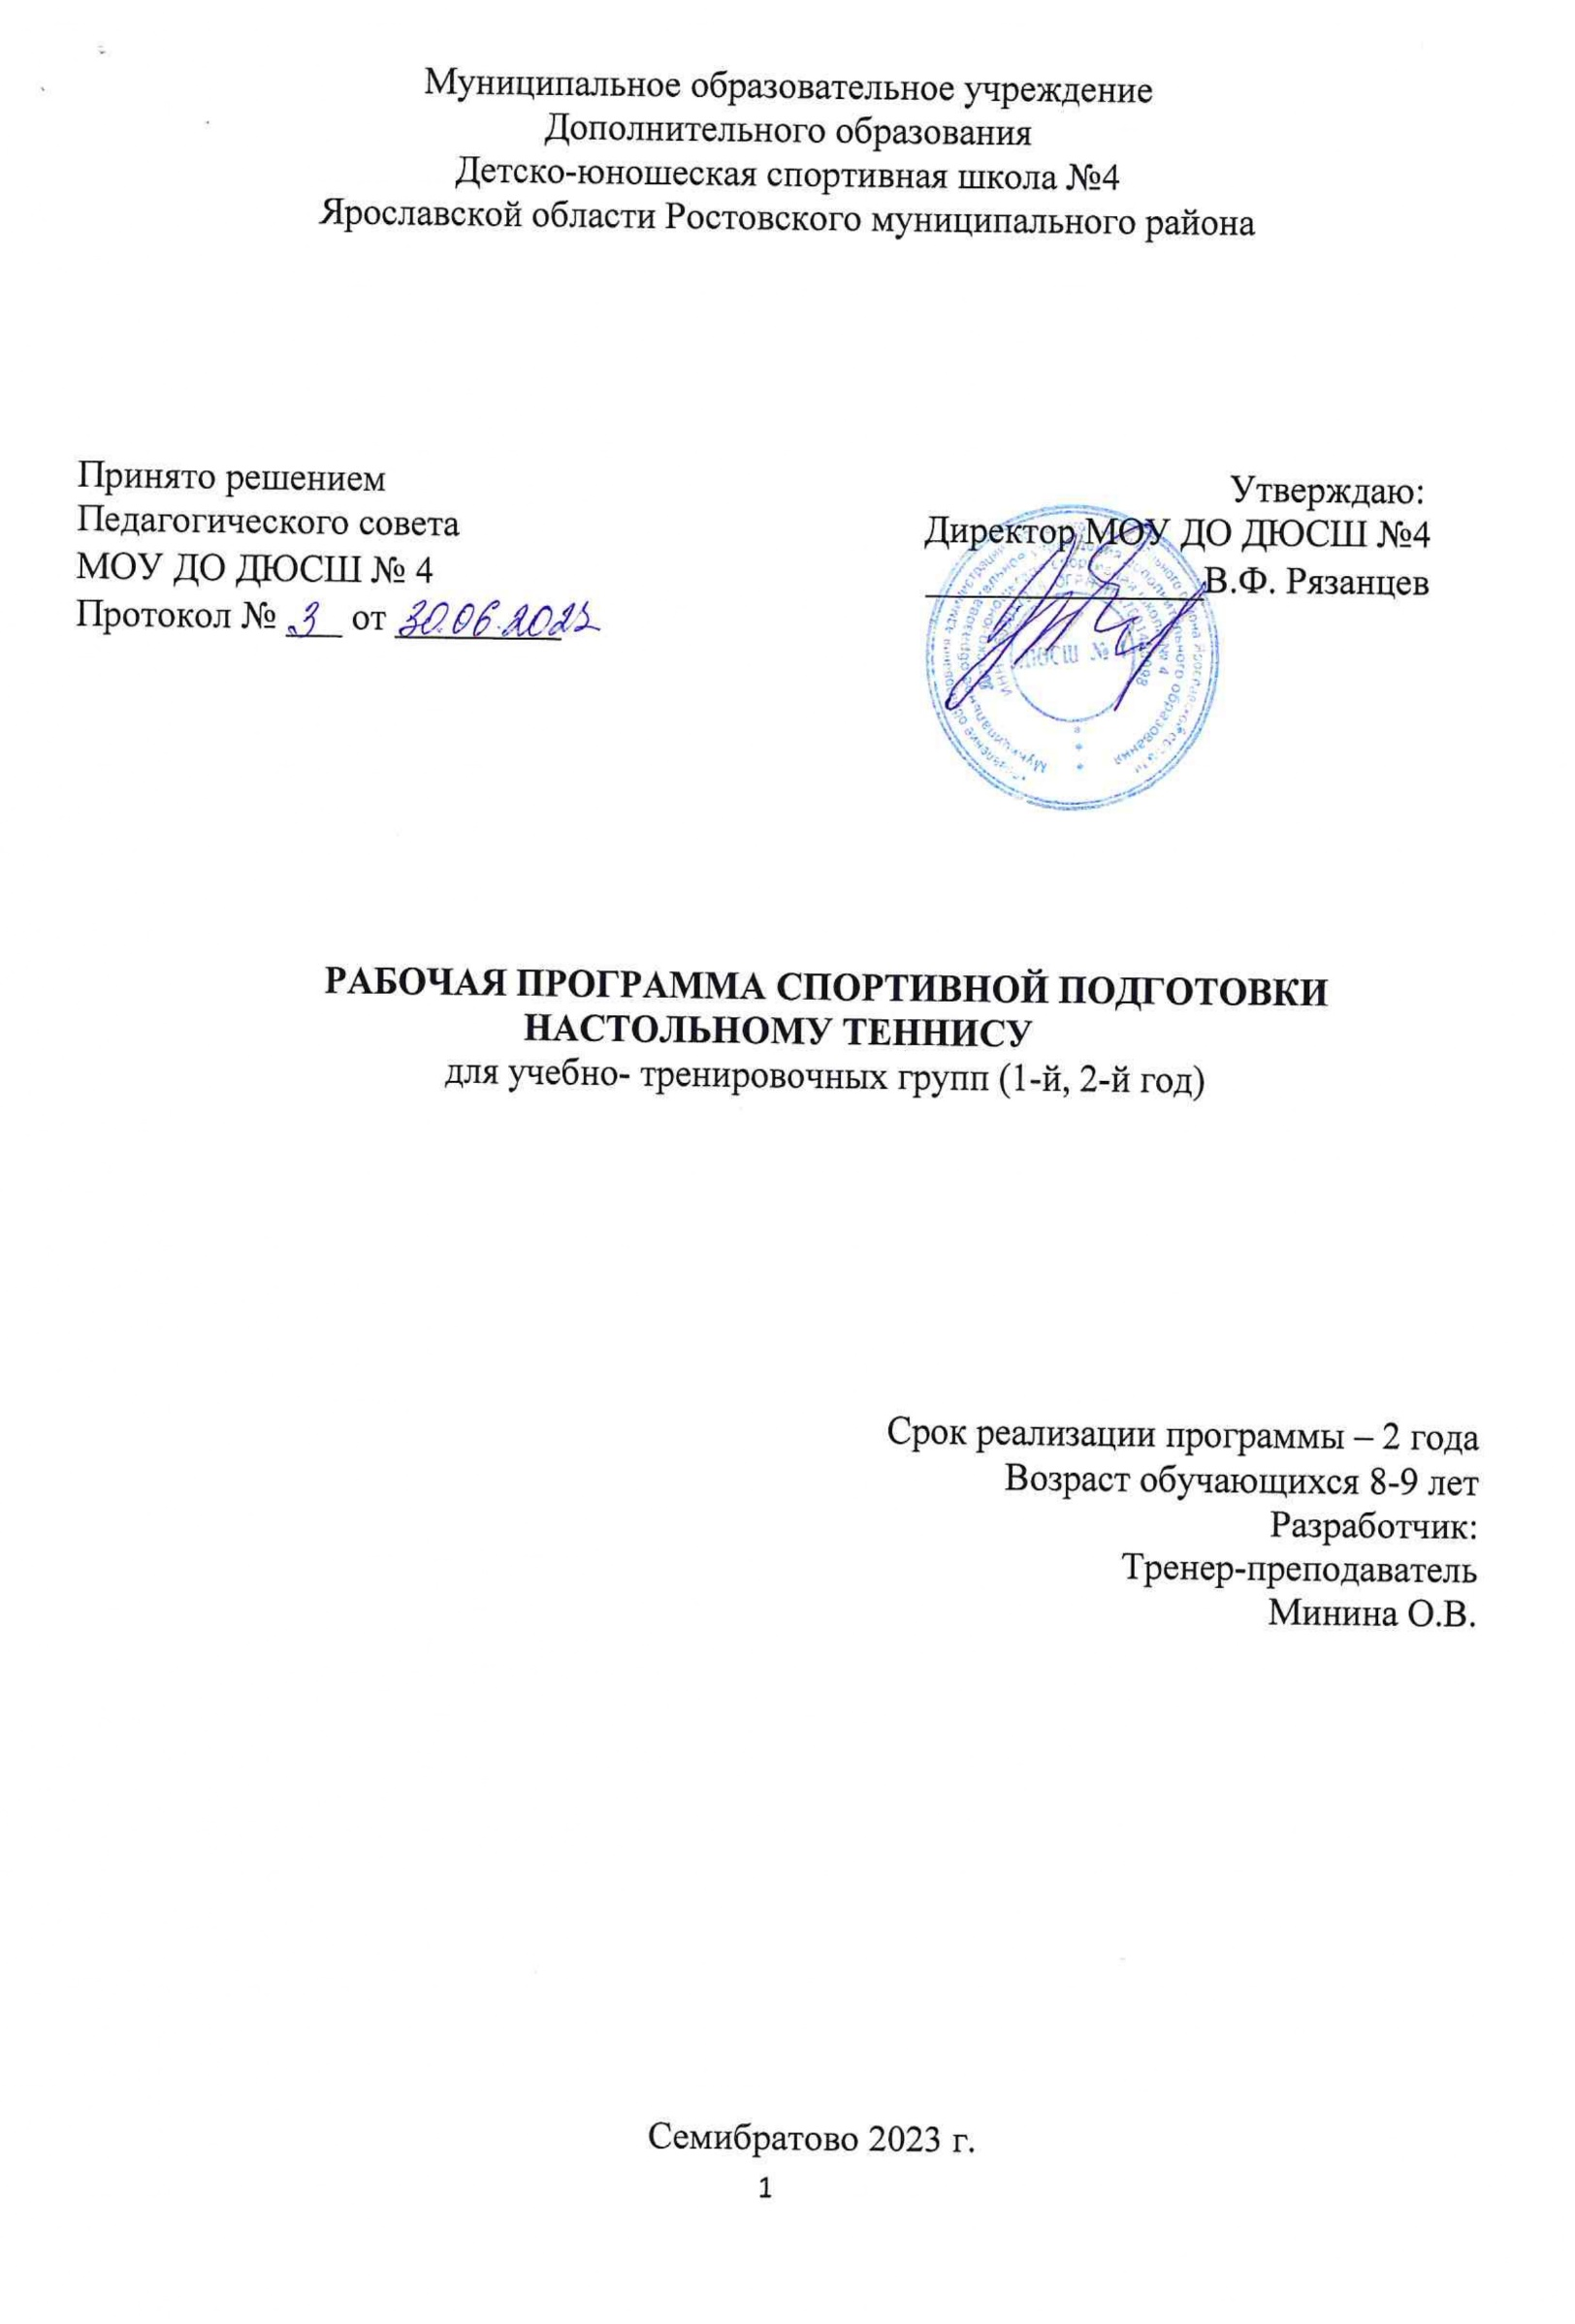 Муниципальное образовательное учреждение
Дополнительного образования
Детско-юношеская спортивная школа №4
Ярославской области Ростовского муниципального района
Принято решением
Педагогического совета
МОУ ДО ДЮСШ № 4
Протокол № 3 от 30.06.2023
Утверждаю:
Директор МОУ ДО ДЮСШ №4
В.Ф. Рязанцев
ДЮСШ №
РАБОЧАЯ ПРОГРАММА СПОРТИВНОЙ ПОДГОТОВКИ
НАСТОЛЬНОМУ ТЕННИСУ
для учебно- тренировочных групп (1-й, 2-й год)
Срок реализации программы – 2 года
Возраст обучающихся 8-9 лет
Разработчик:
Тренер-преподаватель
Минина О.В.
Семибратово 2023 г.
1